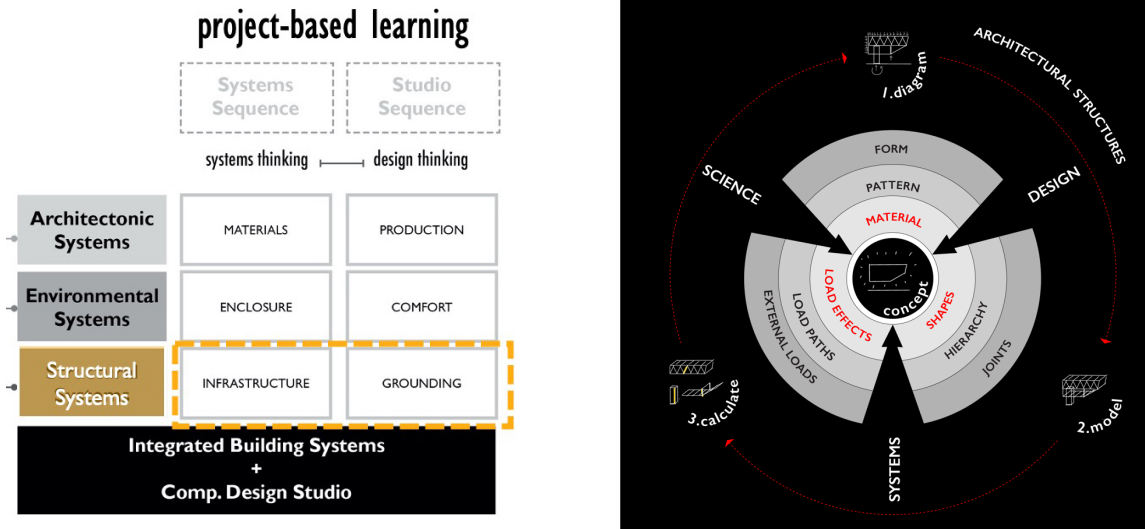 project-based learning
Systems
Sequence
Studio
Sequence
systems thinking
design thinking
Architectonic
Systems
MATERIALS
PRODUCTION
Environmental
Systems
ENCLOSURE
COMFORT
Structural
Systems
INFRASTRUCTURE
GROUNDING
Integrated Building Systems
+
Comp. Design Studio
ARCHITECTURAL STRUCTURES
1.diagram
SCIENCE
DESIGN
FORM
PATTERN
MATERIAL
concept
LOAD EFFECTS
LOAD PATHS
EXTERNAL LOADS
SHAPES
HIERARCHY
JOINTS
3.calculate
2.model
SYSTEMS